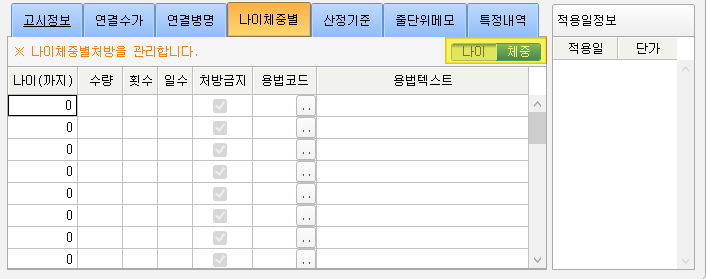 고시정보 연결수가 연결병명 나이체중별 산정기준 줄단위메모 특정내역 적용일정보
※ 나이체중별처방을 관리합니다. 나이 체중 적용일 단가
나이(까지) 수량 횟수 일수 처방금지 용법코드 용법텍스트
0 ..
0 ..
0 ..
0 ..
0 ..
0 ..
0 ..
0 ..